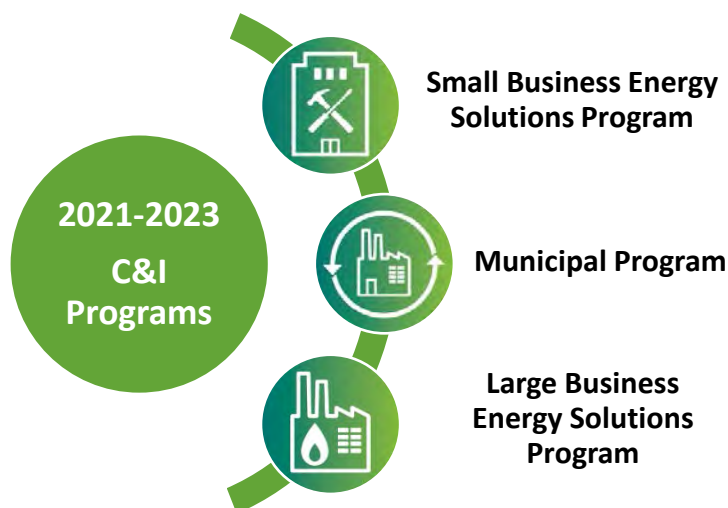 2021-2023
C&I
Programs
Small Business Energy
Solutions Program
Municipal Program
Large Business
Energy Solutions
Program